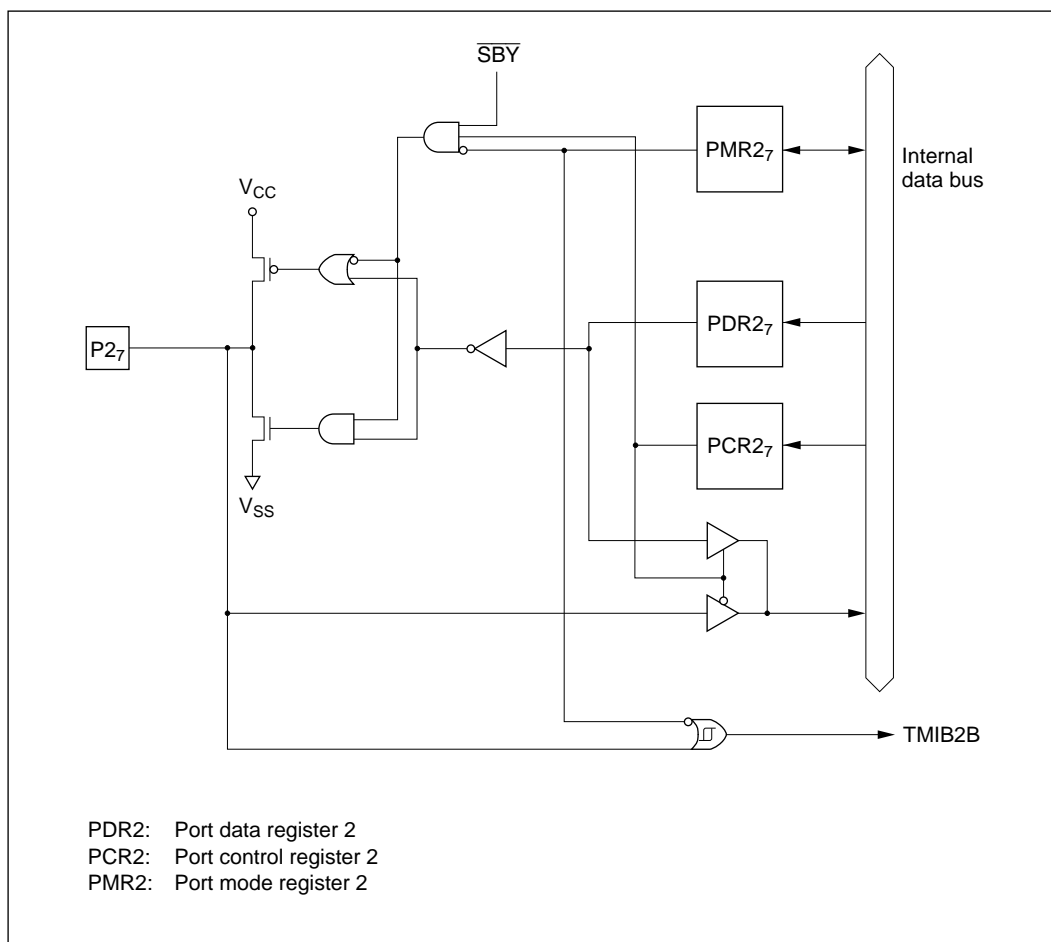 S̅B̅Y̅
PMR2₇
Internal
data bus
V_CC
PDR2₇
P2₇
PCR2₇
V_SS
TMIB2B
PDR2: Port data register 2
PCR2: Port control register 2
PMR2: Port mode register 2